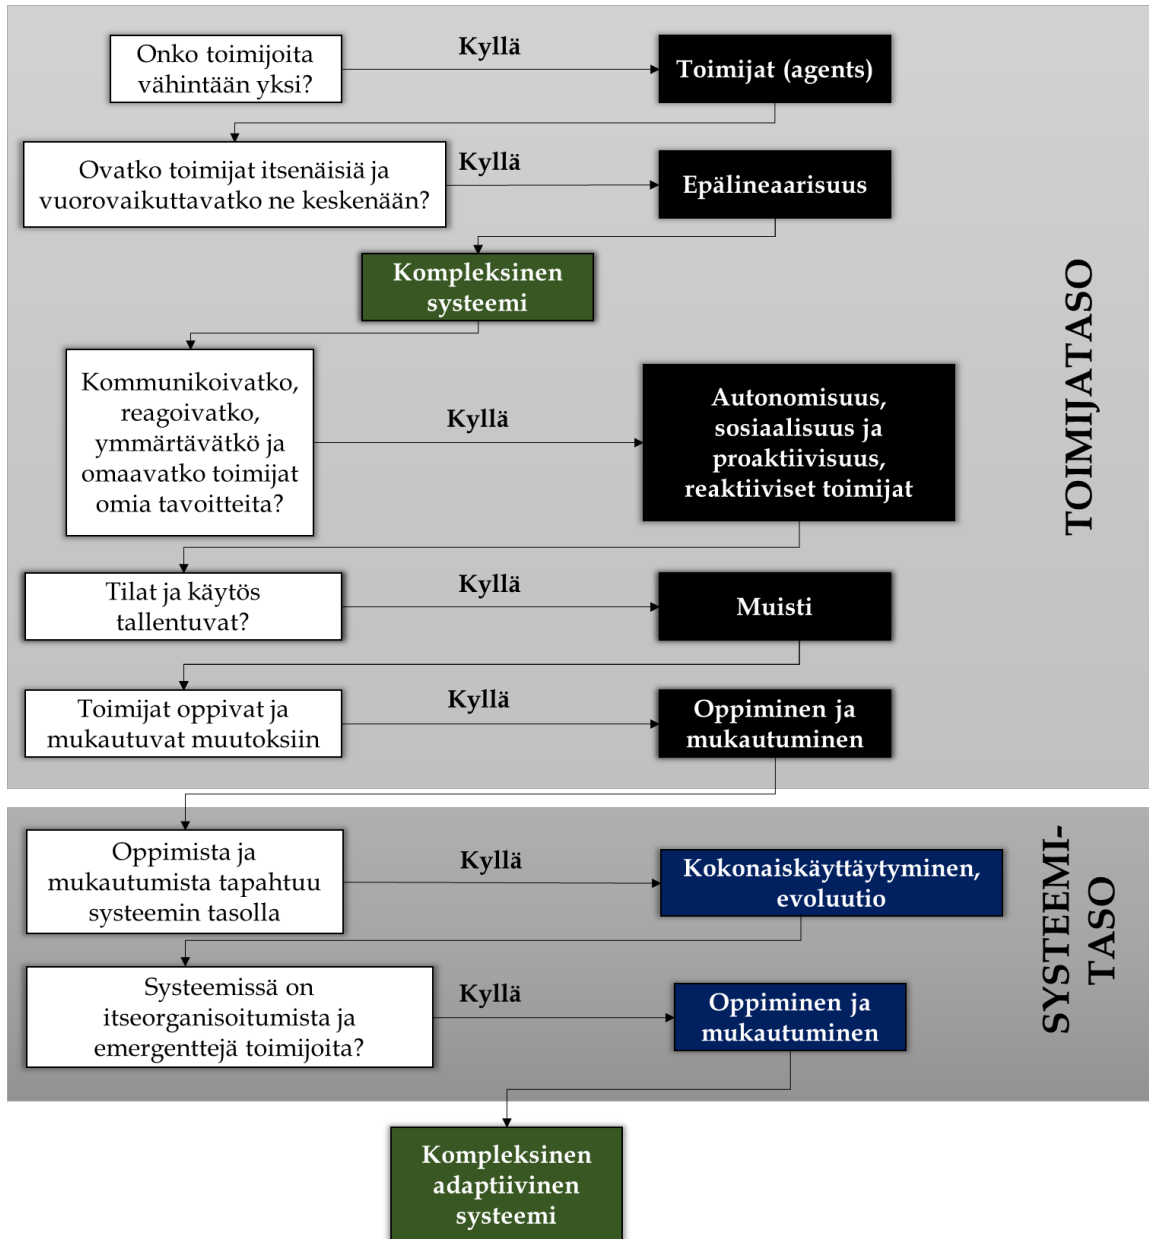 Onko toimijoita
vähintään yksi?
Kyllä
Toimijat (agents)
Ovatko toimijat itsenäisiä ja
vuorovaikuttavatko ne keskenään?
Kyllä
Epälineaarisuus
Kompleksinen
systeemi
Kommunikoivatko,
reagoivatko,
ymmärtävätkö ja
omaavatko toimijat
omia tavoitteita?
Kyllä
Autonomisuus,
sosiaalisuus ja
proaktiivisuus,
reaktiiviset toimijat
Tilat ja käytös
tallentuvat?
Kyllä
Muisti
Toimijat oppivat ja
mukautuvat muutoksiin
Kyllä
Oppiminen ja
mukautuminen
TOIMIJATASO
Oppimista ja
mukautumista tapahtuu
systeemin tasolla
Kyllä
Kokonaiskäyttäytyminen,
evoluutio
Systeemissä on
itseorganisoitumista ja
emergenttejä toimijoita?
Kyllä
Oppiminen ja
mukautuminen
SYSTEEMI-
TASO
Kompleksinen
adaptiivinen
systeemi